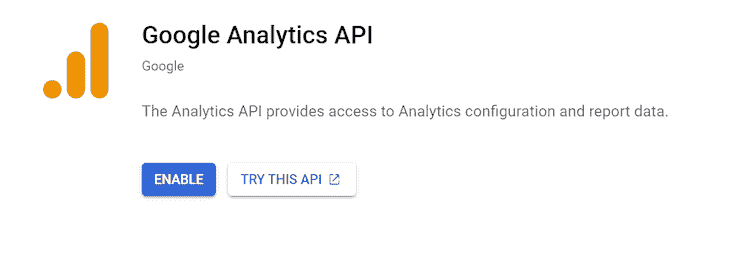 Google Analytics API
Google
The Analytics API provides access to Analytics configuration and report data.
ENABLE
TRY THIS API